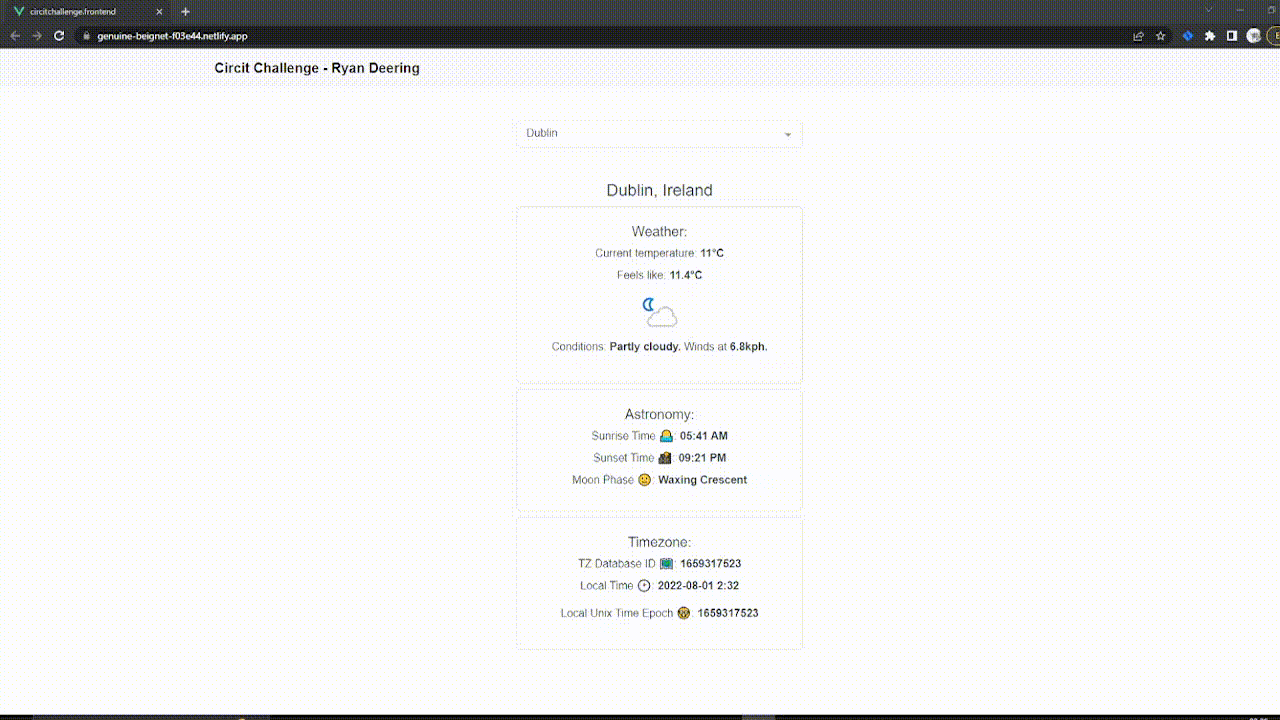 circitchallenge.frontend
genuine-beignet-f03e44.netlify.app
Circit Challenge - Ryan Deering
Dublin
Dublin, Ireland
Weather:
Current temperature: 11°C
Feels like: 11.4°C
Conditions: Partly cloudy. Winds at 6.8kph.
Astronomy:
Sunrise Time : 05:41 AM
Sunset Time : 09:21 PM
Moon Phase : Waxing Crescent
Timezone:
TZ Database ID : 1659317523
Local Time : 2022-08-01 2:32
Local Unix Time Epoch : 1659317523